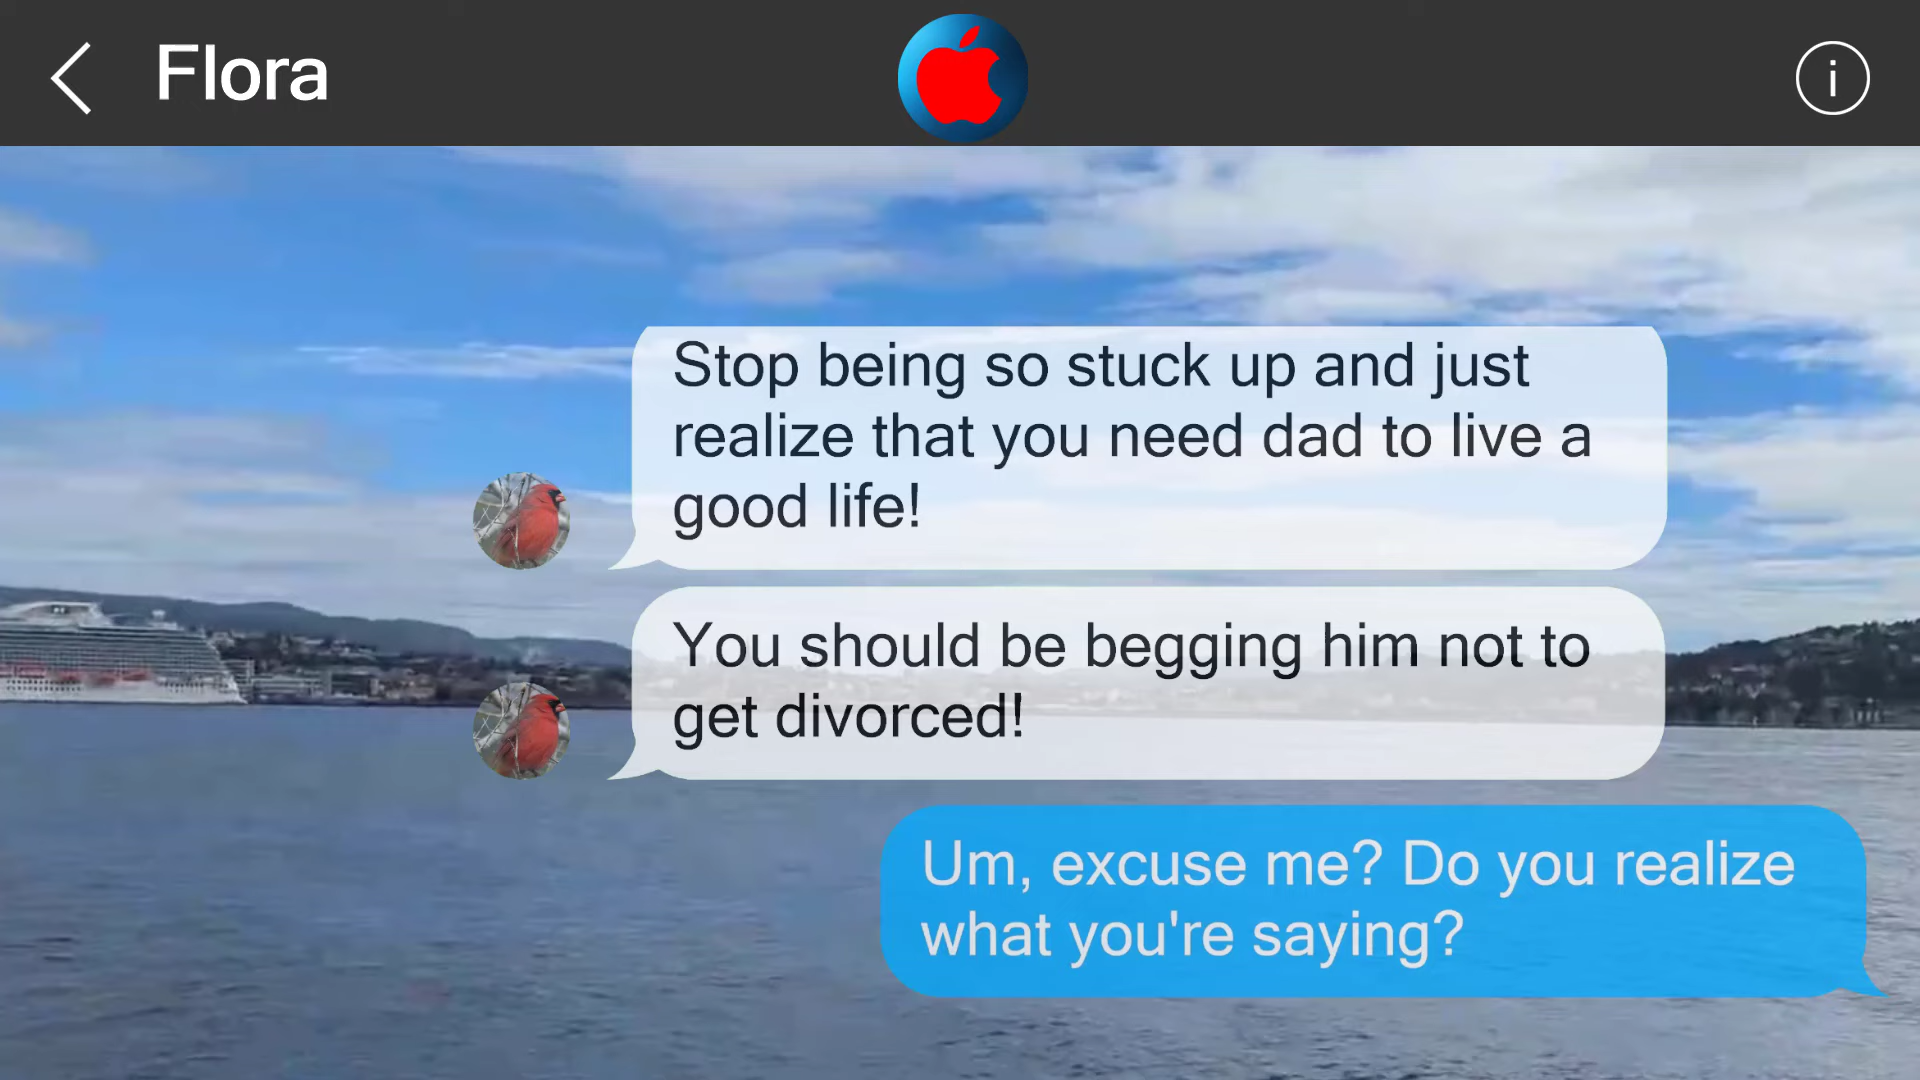 Flora
i
Stop being so stuck up and just
realize that you need dad to live a
good life!
You should be begging him not to
get divorced!
Um, excuse me? Do you realize
what you're saying?